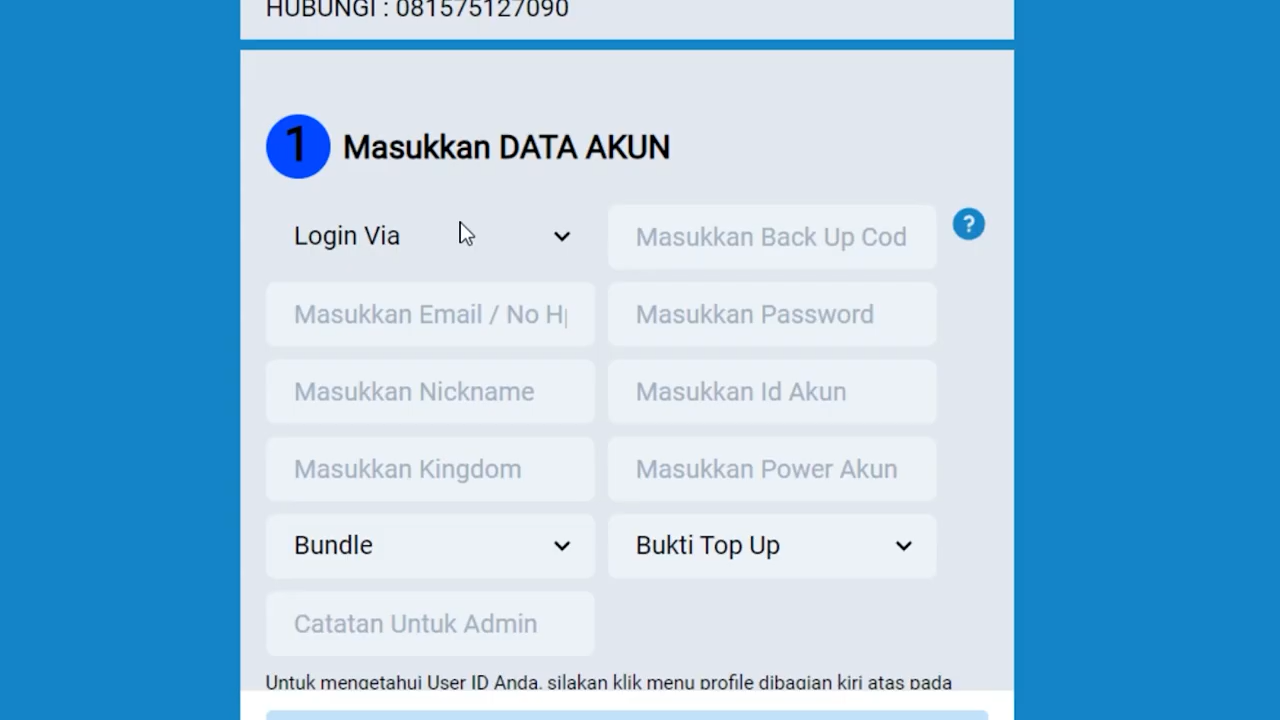 HUBUNGI : 081575127090
1 Masukkan DATA AKUN
Login Via
Masukkan Back Up Cod
?
Masukkan Email / No Hp
Masukkan Password
Masukkan Nickname
Masukkan Id Akun
Masukkan Kingdom
Masukkan Power Akun
Bundle
Bukti Top Up
Catatan Untuk Admin
Untuk mengetahui User ID Anda, silakan klik menu profile dibagian kiri atas pada